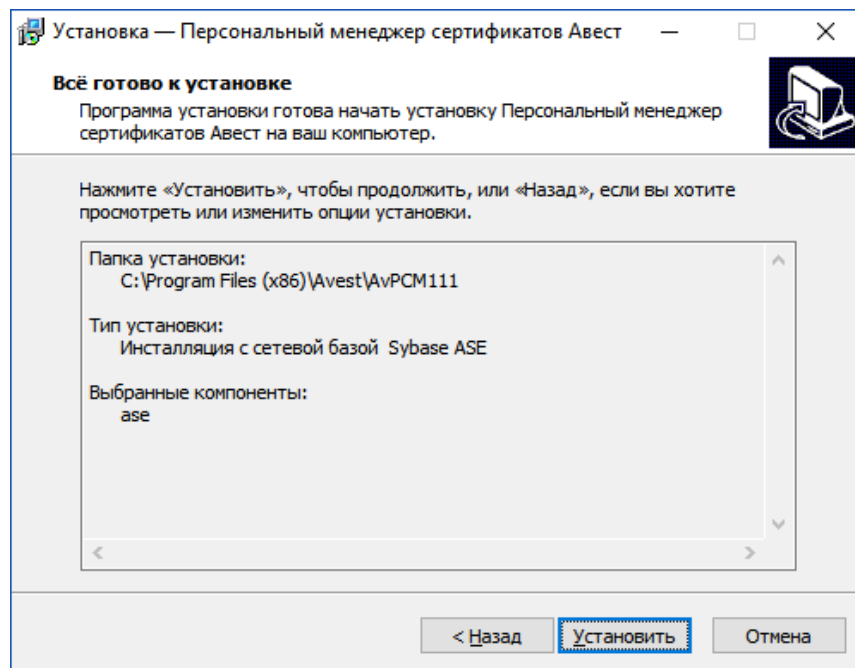 Установка — Персональный менеджер сертификатов Авест
Всё готово к установке
Программа установки готова начать установку Персональный менеджер
сертификатов Авест на ваш компьютер.
Нажмите «Установить», чтобы продолжить, или «Назад», если вы хотите
просмотреть или изменить опции установки.
Папка установки:
C:\Program Files (x86)\Avest\AvPCM111
Тип установки:
Инсталляция с сетевой базой  Sybase ASE
Выбранные компоненты:
ase
< Назад
Установить
Отмена